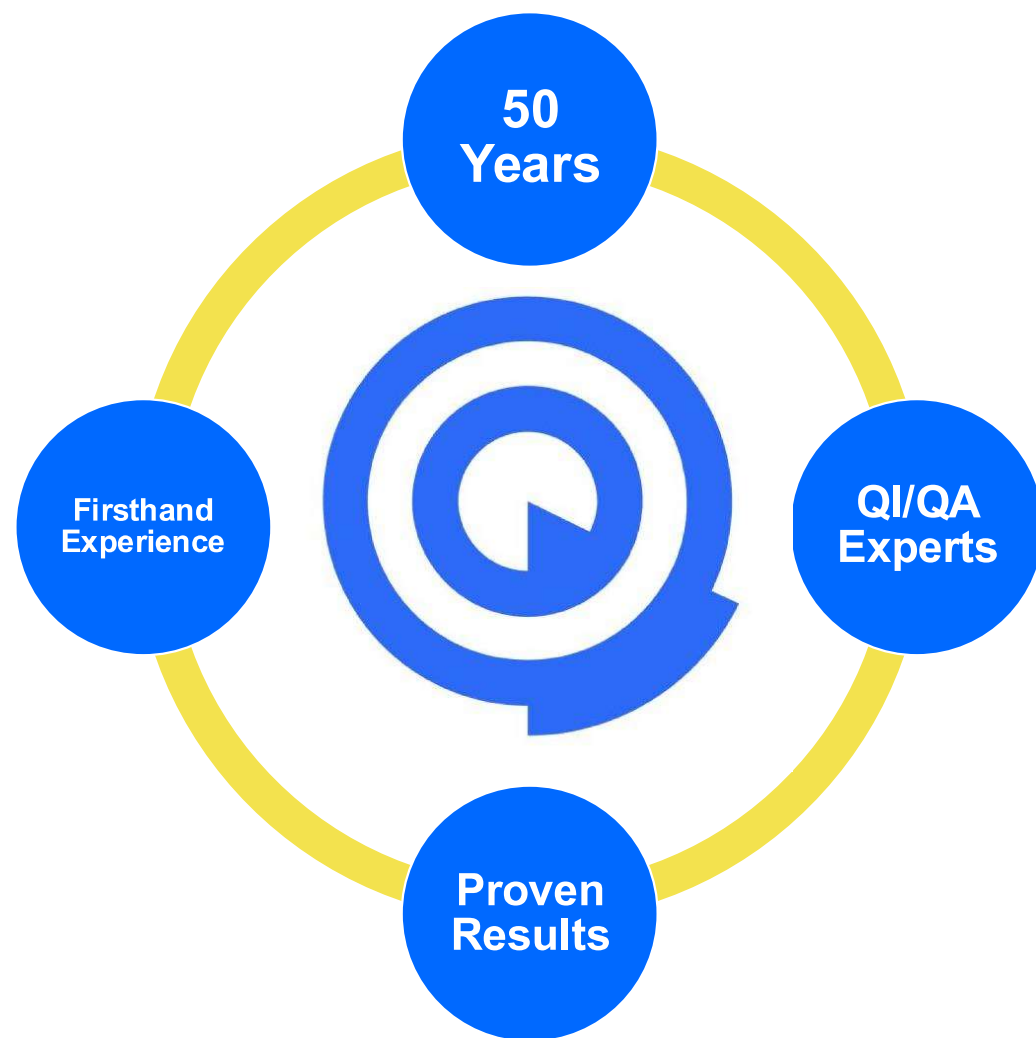 50
Years
QI/QA
Experts
Proven
Results
Firsthand
Experience